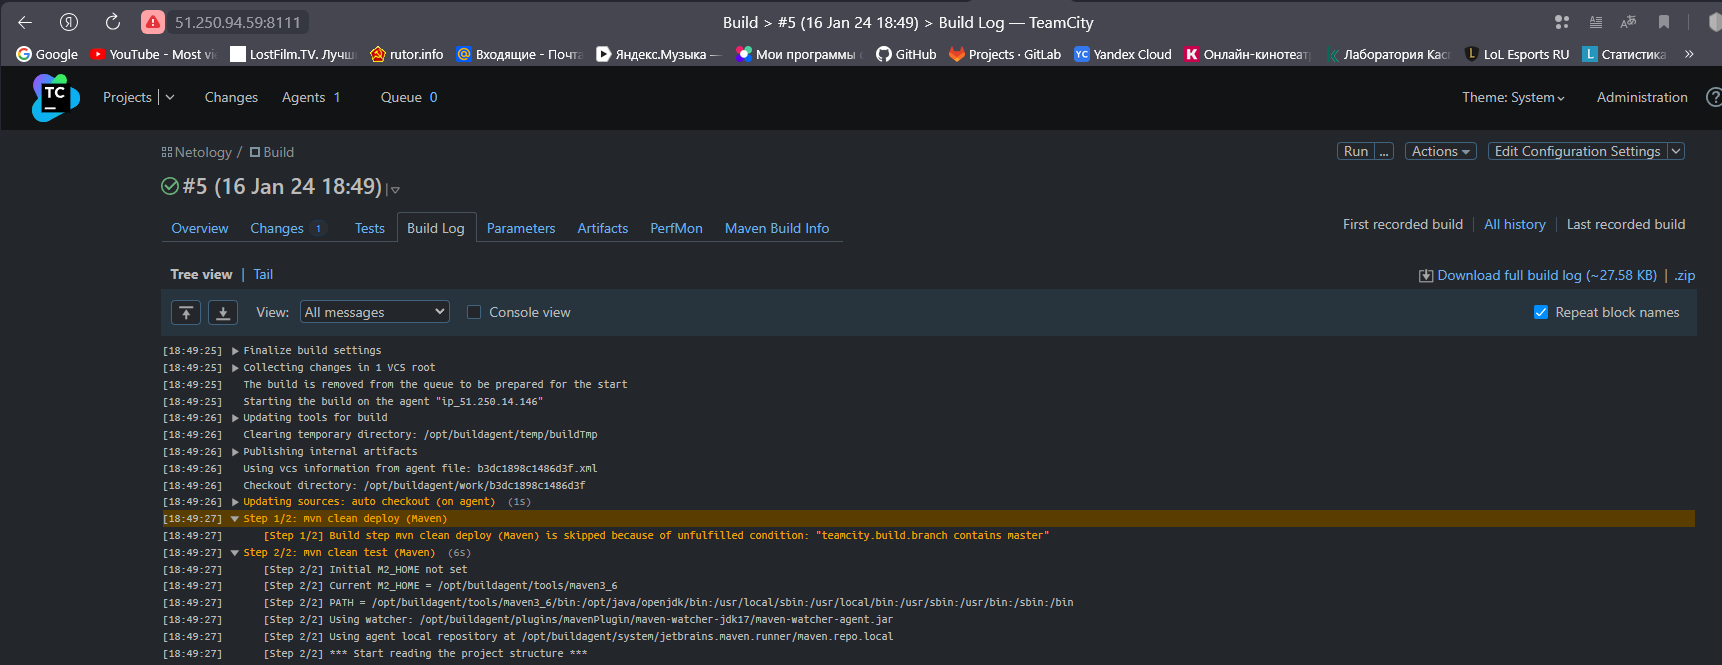 51.250.94.59:8111 Build > #5 (16 Jan 24 18:49) > Build Log — TeamCity
Google YouTube - Most vi LostFilm.TV. Лучш rutor.info Входящие - Почта Яндекс.Музыка — Мои программы GitHub Projects · GitLab YC Yandex Cloud K Онлайн-кинотеат Лаборатория Кас L LoL Esports RU L Статистика »
TC Projects Changes Agents 1 Queue 0 Theme: System Administration ?
Netology / Build Run ... Actions Edit Configuration Settings
#5 (16 Jan 24 18:49)
Overview Changes 1 Tests Build Log Parameters Artifacts PerfMon Maven Build Info First recorded build All history Last recorded build
Tree view | Tail Download full build log (~27.58 KB) | .zip
View: All messages Console view Repeat block names
[18:49:25] Finalize build settings
[18:49:25] Collecting changes in 1 VCS root
[18:49:25] The build is removed from the queue to be prepared for the start
[18:49:25] Starting the build on the agent "ip_51.250.14.146"
[18:49:26] Updating tools for build
[18:49:26] Clearing temporary directory: /opt/buildagent/temp/buildTmp
[18:49:26] Publishing internal artifacts
[18:49:26] Using vcs information from agent file: b3dc1898c1486d3f.xml
[18:49:26] Checkout directory: /opt/buildagent/work/b3dc1898c1486d3f
[18:49:26] Updating sources: auto checkout (on agent) (1s)
[18:49:27] Step 1/2: mvn clean deploy (Maven)
[18:49:27] [Step 1/2] Build step mvn clean deploy (Maven) is skipped because of unfulfilled condition: "teamcity.build.branch contains master"
[18:49:27] Step 2/2: mvn clean test (Maven) (6s)
[18:49:27] [Step 2/2] Initial M2_HOME not set
[18:49:27] [Step 2/2] Current M2_HOME = /opt/buildagent/tools/maven3_6
[18:49:27] [Step 2/2] PATH = /opt/buildagent/tools/maven3_6/bin:/opt/java/openjdk/bin:/usr/local/sbin:/usr/local/bin:/usr/sbin:/usr/bin:/sbin:/bin
[18:49:27] [Step 2/2] Using watcher: /opt/buildagent/plugins/mavenPlugin/maven-watcher-jdk17/maven-watcher-agent.jar
[18:49:27] [Step 2/2] Using agent local repository at /opt/buildagent/system/jetbrains.maven.runner/maven.repo.local
[18:49:27] [Step 2/2] *** Start reading the project structure ***